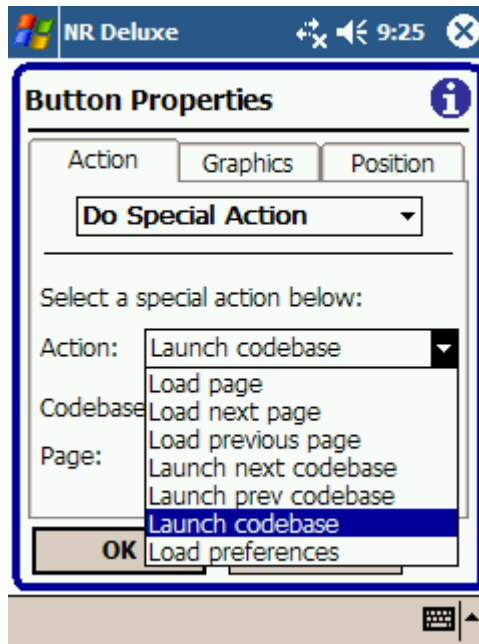 NR Deluxe 9:25
Button Properties
Action Graphics Position
Do Special Action
Select a special action below:
Action: Launch codebase
Load page
Load next page
Codebase
Load previous page
Page:
Launch next codebase
Launch prev codebase
Launch codebase
OK
Load preferences